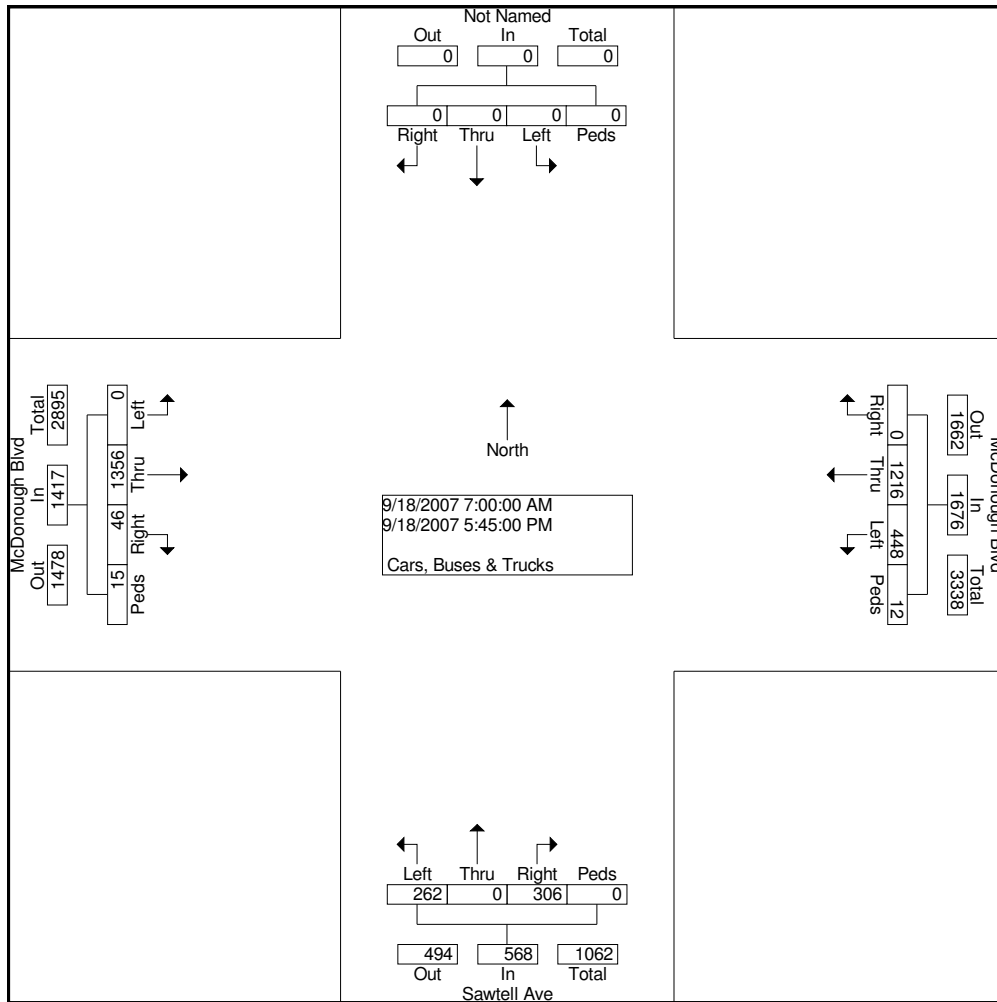 Not Named
Out In Total
0 0 0
0 0 0 0
Right Thru Left Peds
McDonough Blvd
Total In Out
2895 1417 1478
0 1356 46 15
Left Thru Right Peds
North
9/18/2007 7:00:00 AM
9/18/2007 5:45:00 PM
Cars, Buses & Trucks
McDonough Blvd
Out In Total
1662 1676 3338
0 1216 448 12
Right Thru Left Peds
Left Thru Right Peds
262 0 306 0
494 568 1062
Out In Total
Sawtell Ave